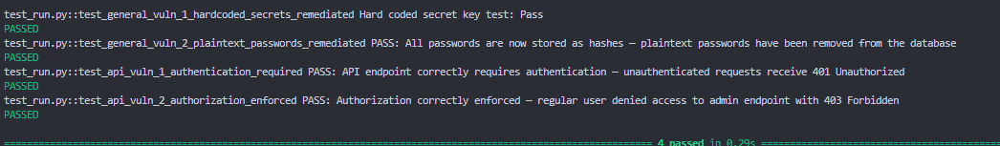 test_run.py::test_general_vuln_1_hardcoded_secrets_remediated Hard coded secret key test: Pass
PASSED
test_run.py::test_general_vuln_2_plaintext_passwords_remediated PASS: All passwords are now stored as hashes — plaintext passwords have been removed from the database
PASSED
test_run.py::test_api_vuln_1_authentication_required PASS: API endpoint correctly requires authentication — unauthenticated requests receive 401 Unauthorized
PASSED
test_run.py::test_api_vuln_2_authorization_enforced PASS: Authorization correctly enforced — regular user denied access to admin endpoint with 403 Forbidden
PASSED
4 passed in 0.29s